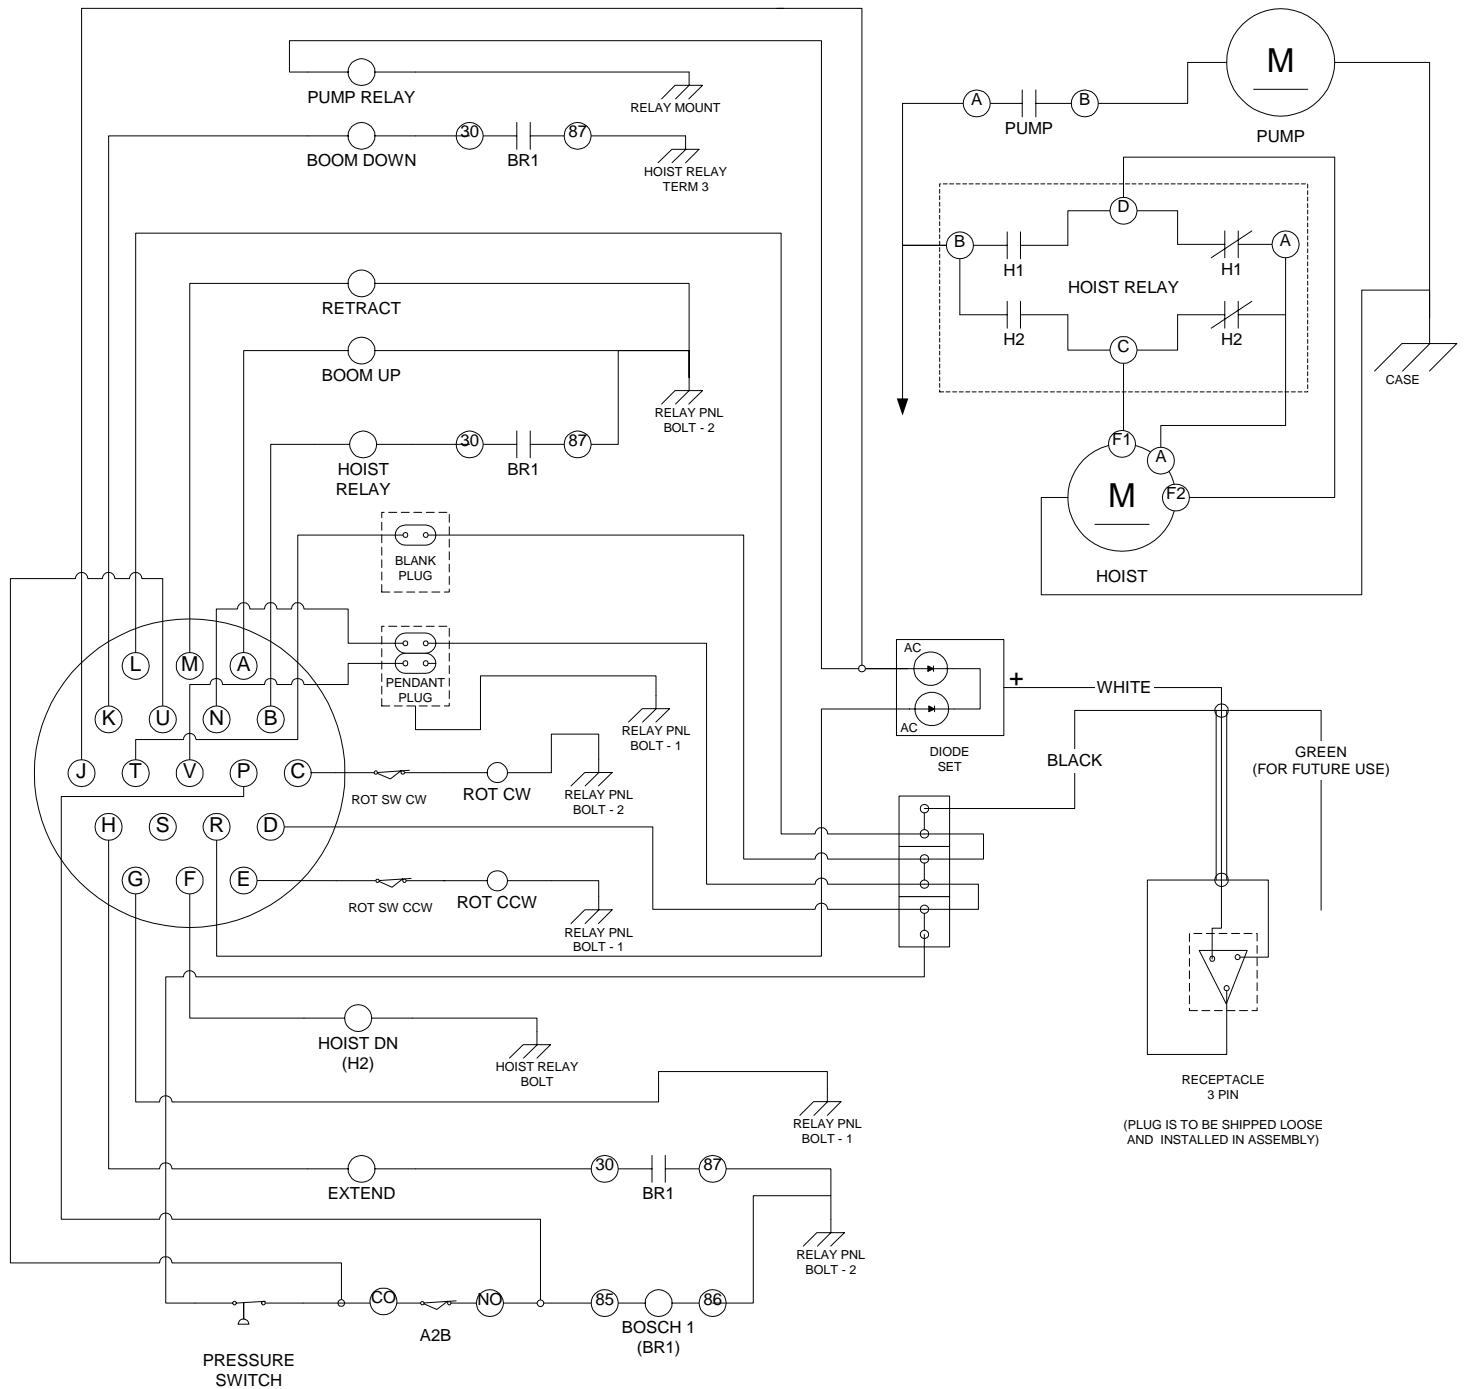 M
PUMP
A
B
PUMP
PUMP RELAY
RELAY MOUNT
BOOM DOWN
30
BR1
87
HOIST RELAY
TERM 3
D
B
H1
H1
A
HOIST RELAY
H2
H2
C
CASE
RETRACT
BOOM UP
RELAY PNL
BOLT - 2
HOIST
RELAY
30
BR1
87
F1
A
F2
M
HOIST
BLANK
PLUG
PENDANT
PLUG
RELAY PNL
BOLT - 1
L
M
A
K
U
N
B
J
T
V
P
C
H
S
R
D
G
F
E
ROT SW CW
ROT CW
RELAY PNL
BOLT - 2
ROT SW CCW
ROT CCW
RELAY PNL
BOLT - 1
AC
AC
+
DIODE
SET
WHITE
BLACK
GREEN
(FOR FUTURE USE)
RECEPTACLE
3 PIN
(PLUG IS TO BE SHIPPED LOOSE
AND INSTALLED IN ASSEMBLY)
HOIST DN
(H2)
HOIST RELAY
BOLT
RELAY PNL
BOLT - 1
EXTEND
30
BR1
87
RELAY PNL
BOLT - 2
CO
A2B
NO
85
BOSCH 1
(BR1)
86
PRESSURE
SWITCH